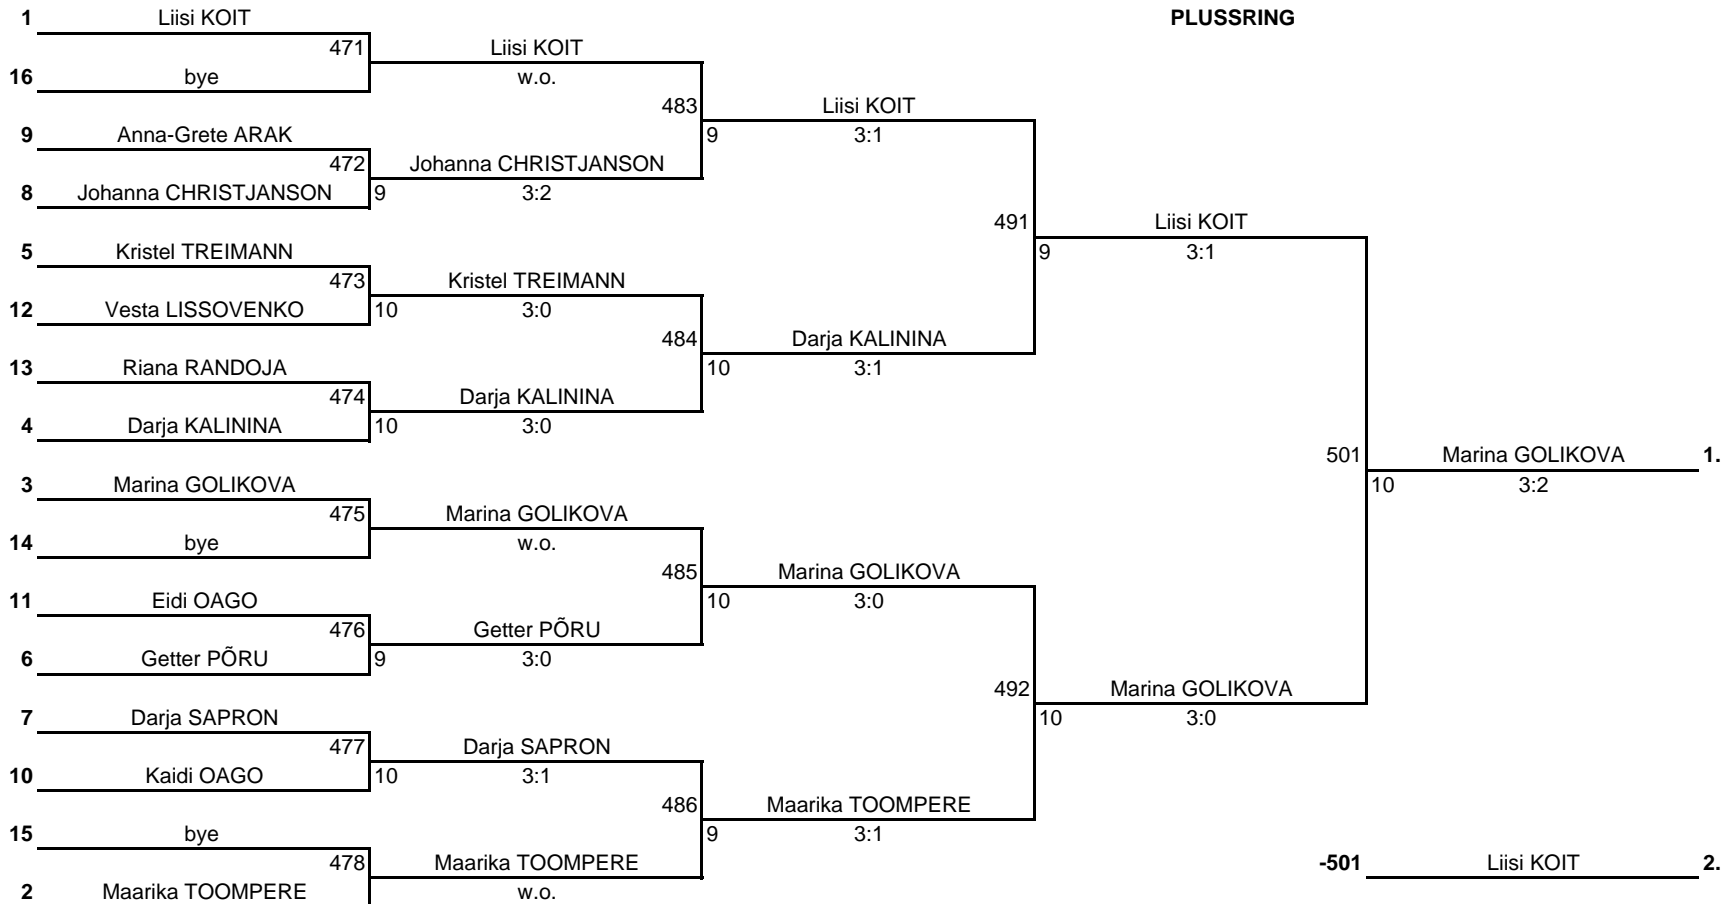 1 Liisi KOIT PLUSSRING
471 Liisi KOIT
16 bye w.o.
483 Liisi KOIT
9 Anna-Grete ARAK 9 3:1
472 Johanna CHRISTJANSON
8 Johanna CHRISTJANSON 9 3:2
491 Liisi KOIT
5 Kristel TREIMANN 9 3:1
473 Kristel TREIMANN
12 Vesta LISSOVENKO 10 3:0
484 Darja KALININA
13 Riana RANDOJA 10 3:1
474 Darja KALININA
4 Darja KALININA 10 3:0
501 Marina GOLIKOVA 1.
3 Marina GOLIKOVA 10 3:2
475 Marina GOLIKOVA
14 bye w.o.
485 Marina GOLIKOVA
11 Eidi OAGO 10 3:0
476 Getter PÕRU
6 Getter PÕRU 9 3:0
492 Marina GOLIKOVA
7 Darja SAPRON 10 3:0
477 Darja SAPRON
10 Kaidi OAGO 10 3:1
486 Maarika TOOMPERE
15 bye 9 3:1
478 Maarika TOOMPERE -501 Liisi KOIT 2.
2 Maarika TOOMPERE w.o.